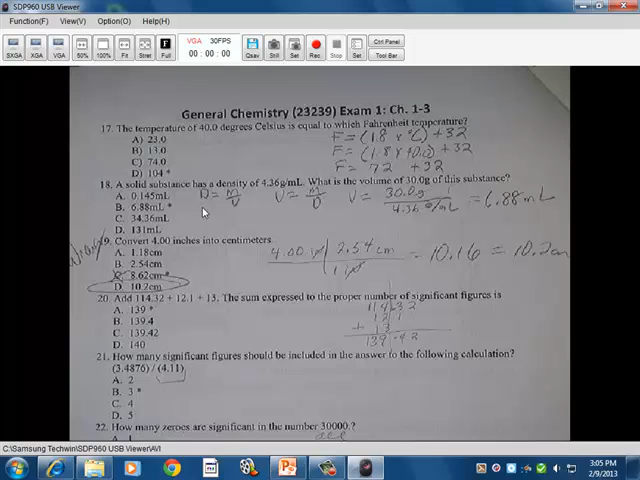 SDP960 USB Viewer
Function(F) View(V) Option(O) Help(H)
VGA 30FPS
00 : 00 : 00
SXGA XGA VGA 50% 100% Fit Stret Full Qsav Still Set Rec Stop Set
Ctrl Panel
Tool Bar
General Chemistry (23239) Exam 1: Ch. 1-3
17. The temperature of 40.0 degrees Celsius is equal to which Fahrenheit temperature?
A) 23.0
B) 13.0
C) 74.0
D) 104 *
F = (1.8 x °C) + 32
F = (1.8 x 40.0) + 32
F = 72 + 32
18. A solid substance has a density of 4.36g/mL. What is the volume of 30.0g of this substance?
A. 0.145mL
B. 6.88mL *
C. 34.36mL
D. 131mL
D = m/V V = m/D V = 30.0g / 4.36 g/mL = 6.88mL
19. Convert 4.00 inches into centimeters.
A. 1.18cm
B. 2.54cm
C. 8.62cm *
D. 10.2cm
4.00 in 2.54 cm = 10.16 = 10.2cm
1 in
20. Add 114.32 + 12.1 + 13. The sum expressed to the proper number of significant figures is
A. 139 *
B. 139.4
C. 139.42
D. 140
114.32
12.1
+ 13
139.42
21. How many significant figures should be included in the answer to the following calculation?
(3.4876) / (4.11)
A. 2
B. 3 *
C. 4
D. 5
22. How many zeroes are significant in the number 30000.?
A. 1
C:\Samsung Techwin\SDP960 USB Viewer\AVI
3:05 PM
2/9/2013